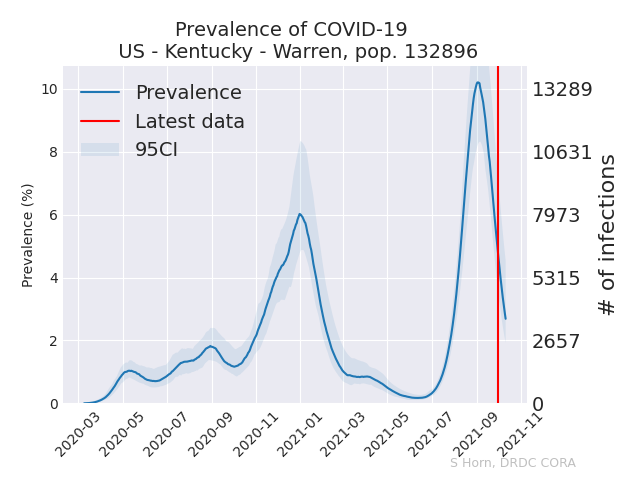 Prevalence of COVID-19
US - Kentucky - Warren, pop. 132896
Prevalence
Latest data
95CI
Prevalence (%)
10
8
6
4
2
0
13289
10631
7973
5315
2657
0
# of infections
2020-03
2020-05
2020-07
2020-09
2020-11
2021-01
2021-03
2021-05
2021-07
2021-09
2021-11
S Horn, DRDC CORA